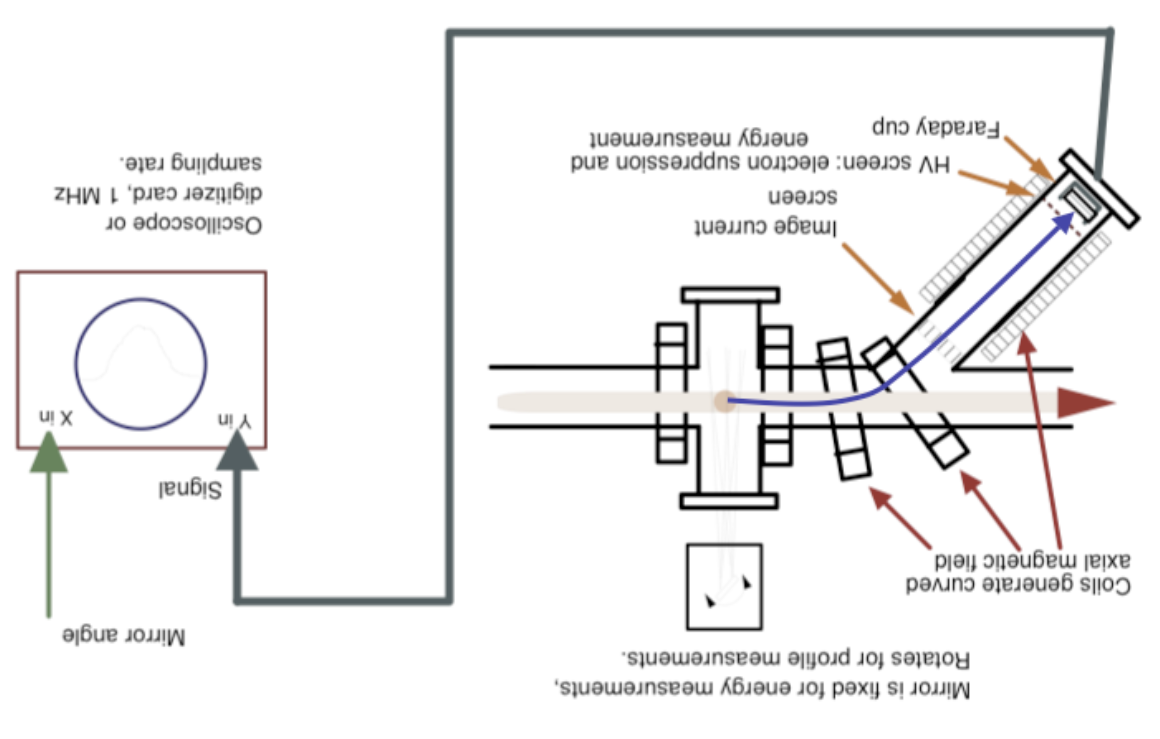 Mirror is fixed for energy measurements,
Rotates for profile measurements.
Mirror angle
Coils generate curved
axial magnetic field
Signal
Y in
X in
Image current
screen
Oscilloscope or
digitizer card, 1 MHz
sampling rate.
HV screen: electron suppression and
energy measurement
Faraday cup